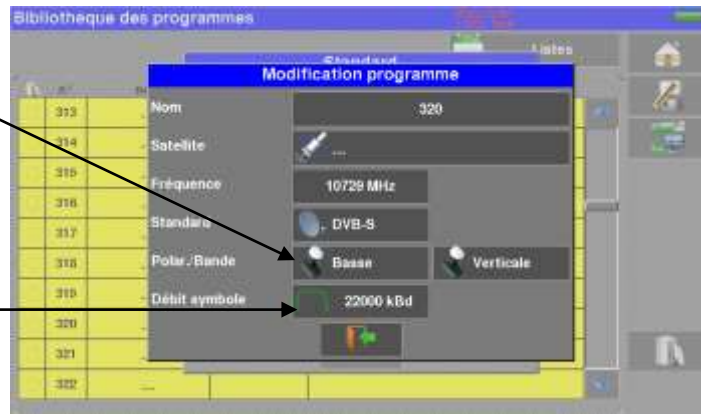 Bibliothèque des programmes
Listes
Standard
Modification programme
Nom 320
Satellite ...
Fréquence 10729 MHz
Standard DVB-S
Polar./Bande Basse Verticale
Débit symbole 22000 kBd
N°
313
314
315
316
317
318
319
320
321
322 ...